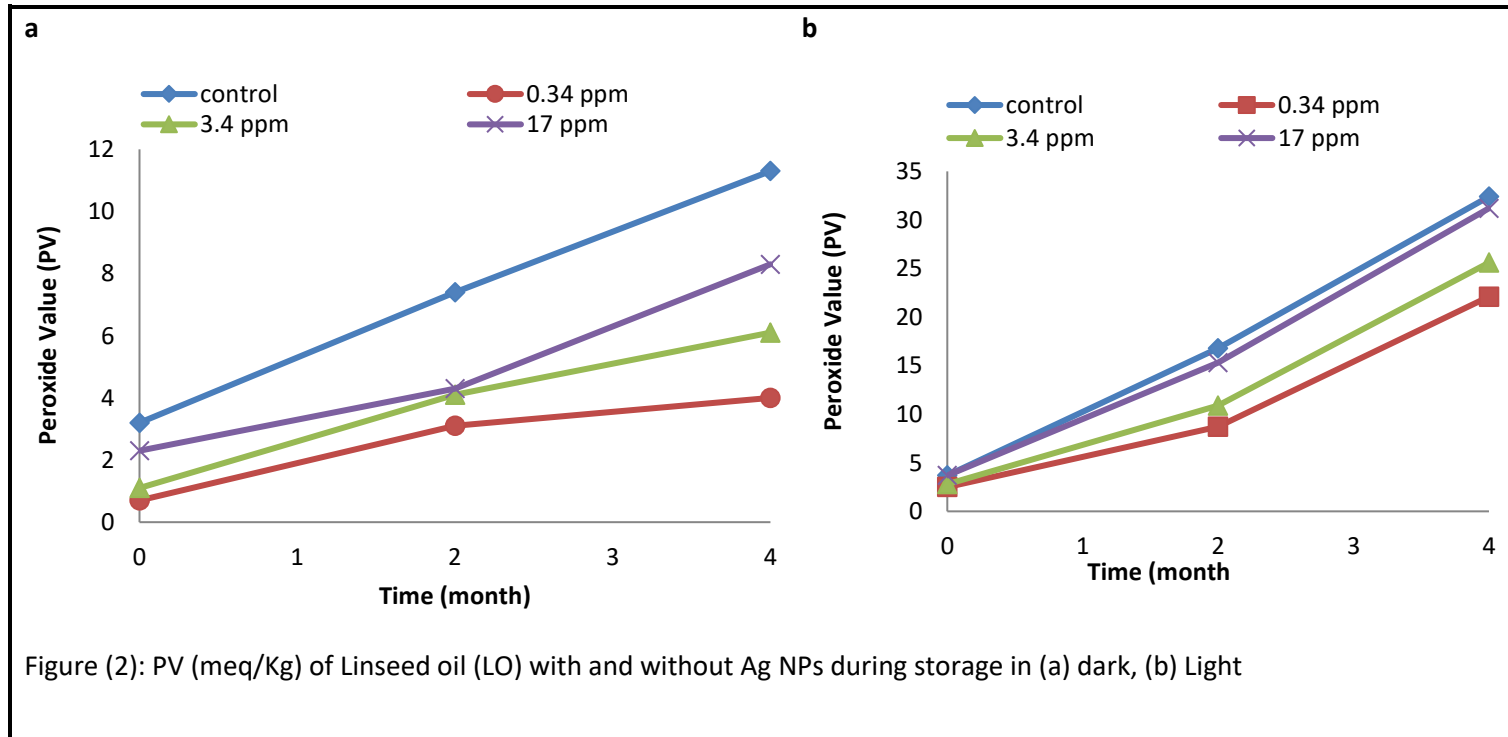 a
control 0.34 ppm
3.4 ppm 17 ppm
12
10
8
6
4
2
0
Peroxide Value (PV)
0 1 2 3 4
Time (month)
b
control 0.34 ppm
3.4 ppm 17 ppm
35
30
25
20
15
10
5
0
Peroxide Value (PV)
0 1 2 3 4
Time (month
Figure (2): PV (meq/Kg) of Linseed oil (LO) with and without Ag NPs during storage in (a) dark, (b) Light